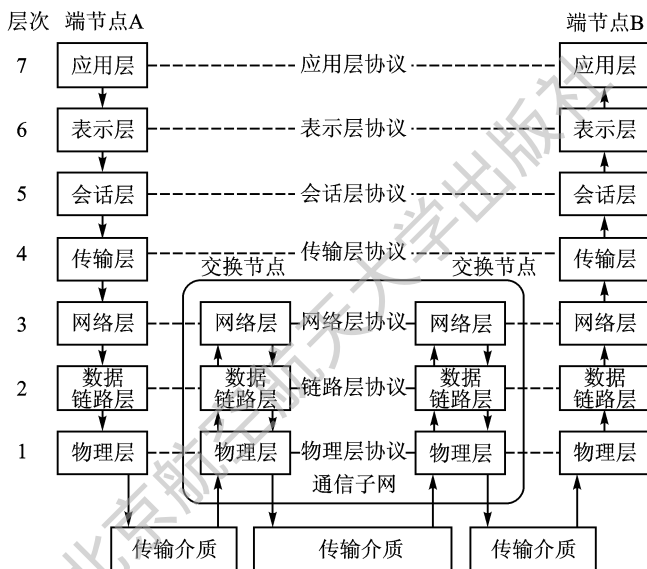 层次 端节点A 端节点B
7 应用层 应用层协议 应用层
6 表示层 表示层协议 表示层
5 会话层 会话层协议 会话层
4 传输层 传输层协议 传输层
交换节点 交换节点
3 网络层 网络层 网络层协议 网络层 网络层
2 数据链路层 数据链路层 链路层协议 数据链路层 数据链路层
1 物理层 物理层 物理层协议 物理层 物理层
通信子网
传输介质 传输介质 传输介质
北京航空航天大学出版社